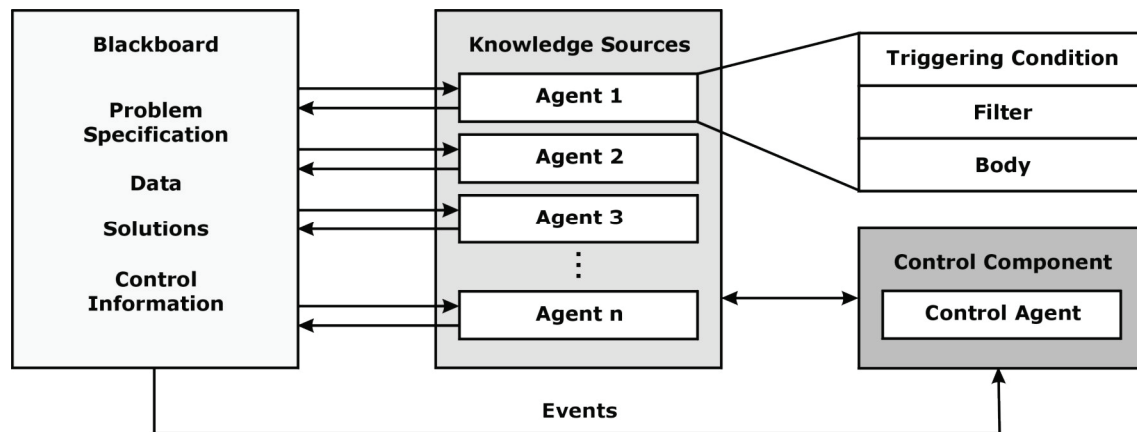 Blackboard
Problem
Specification
Data
Solutions
Control
Information
Knowledge Sources
Agent 1
Agent 2
Agent 3
Agent n
Triggering Condition
Filter
Body
Control Component
Control Agent
Events